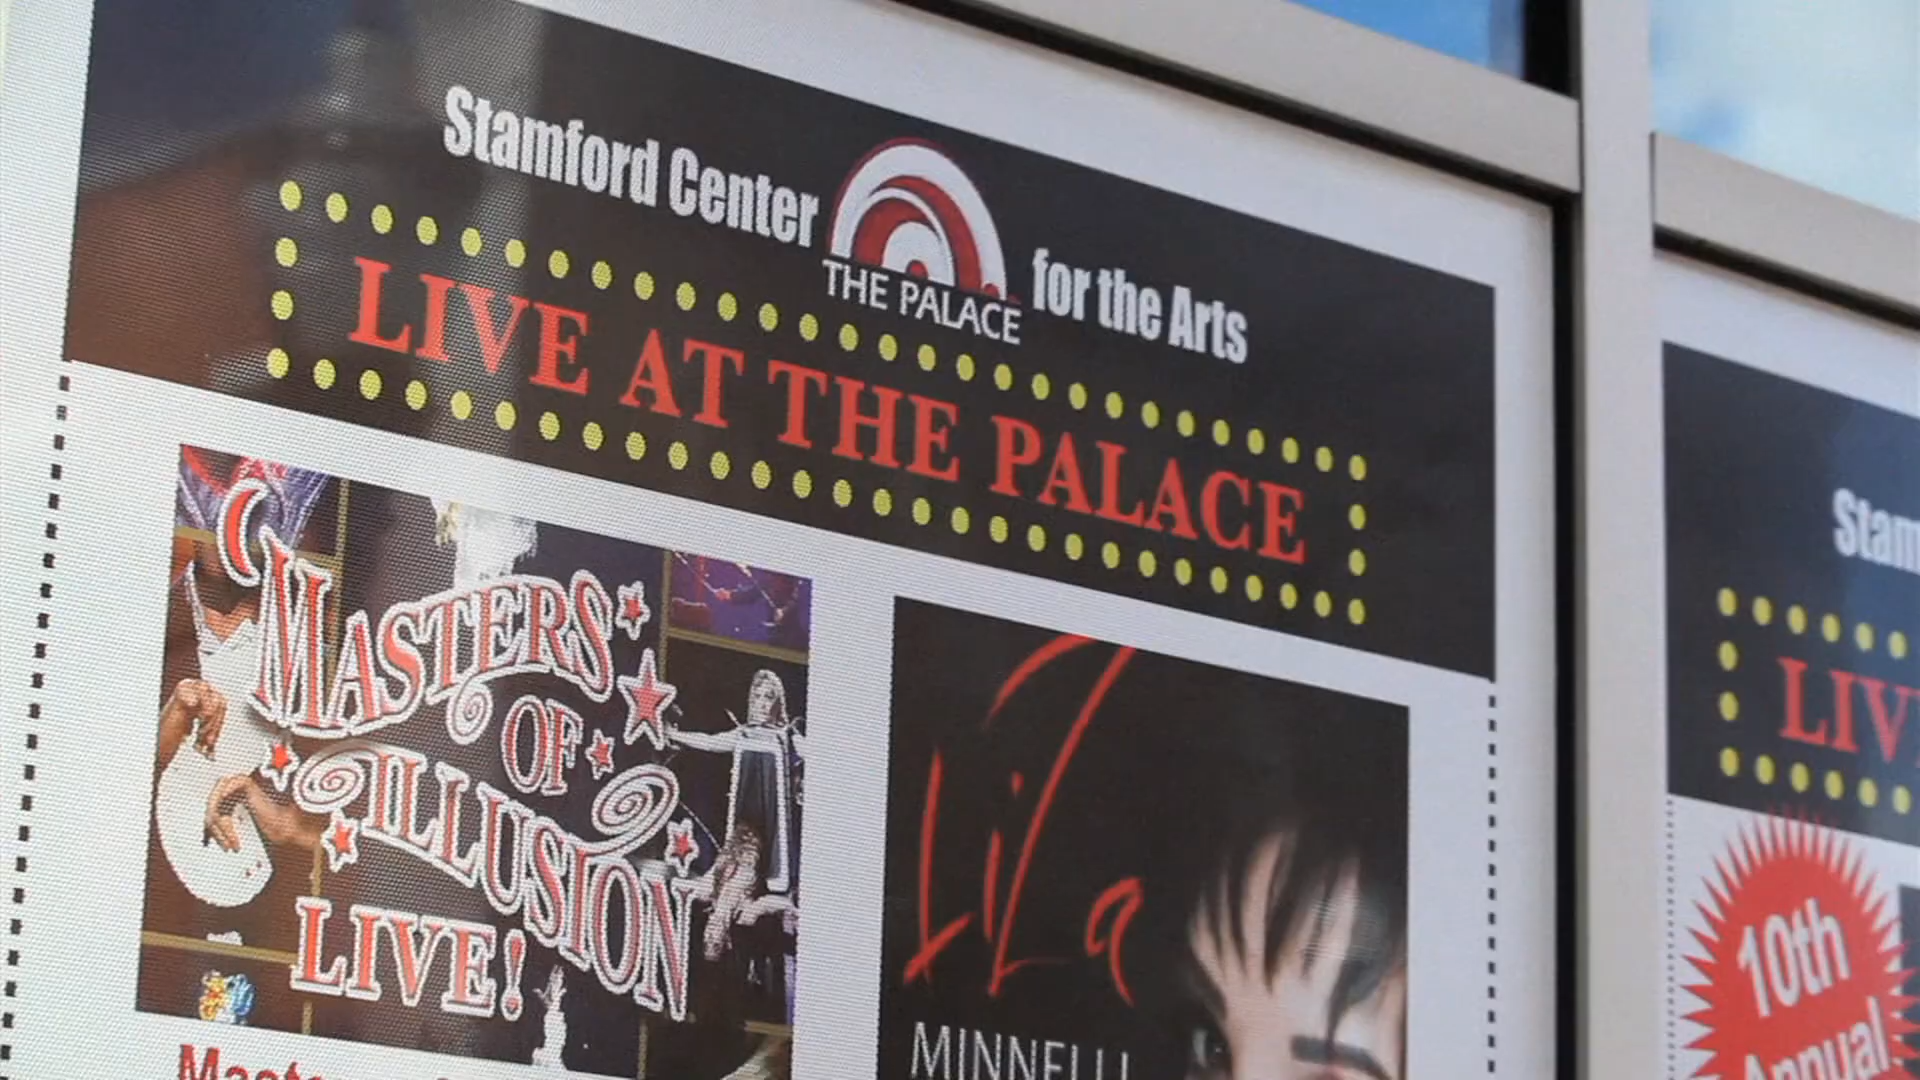 Stamford Center
THE PALACE
for the Arts
LIVE AT THE PALACE
MASTERS
OF
ILLUSION
LIVE!
LiZa
MINNELLI
Stam
LIV
10th
Annual